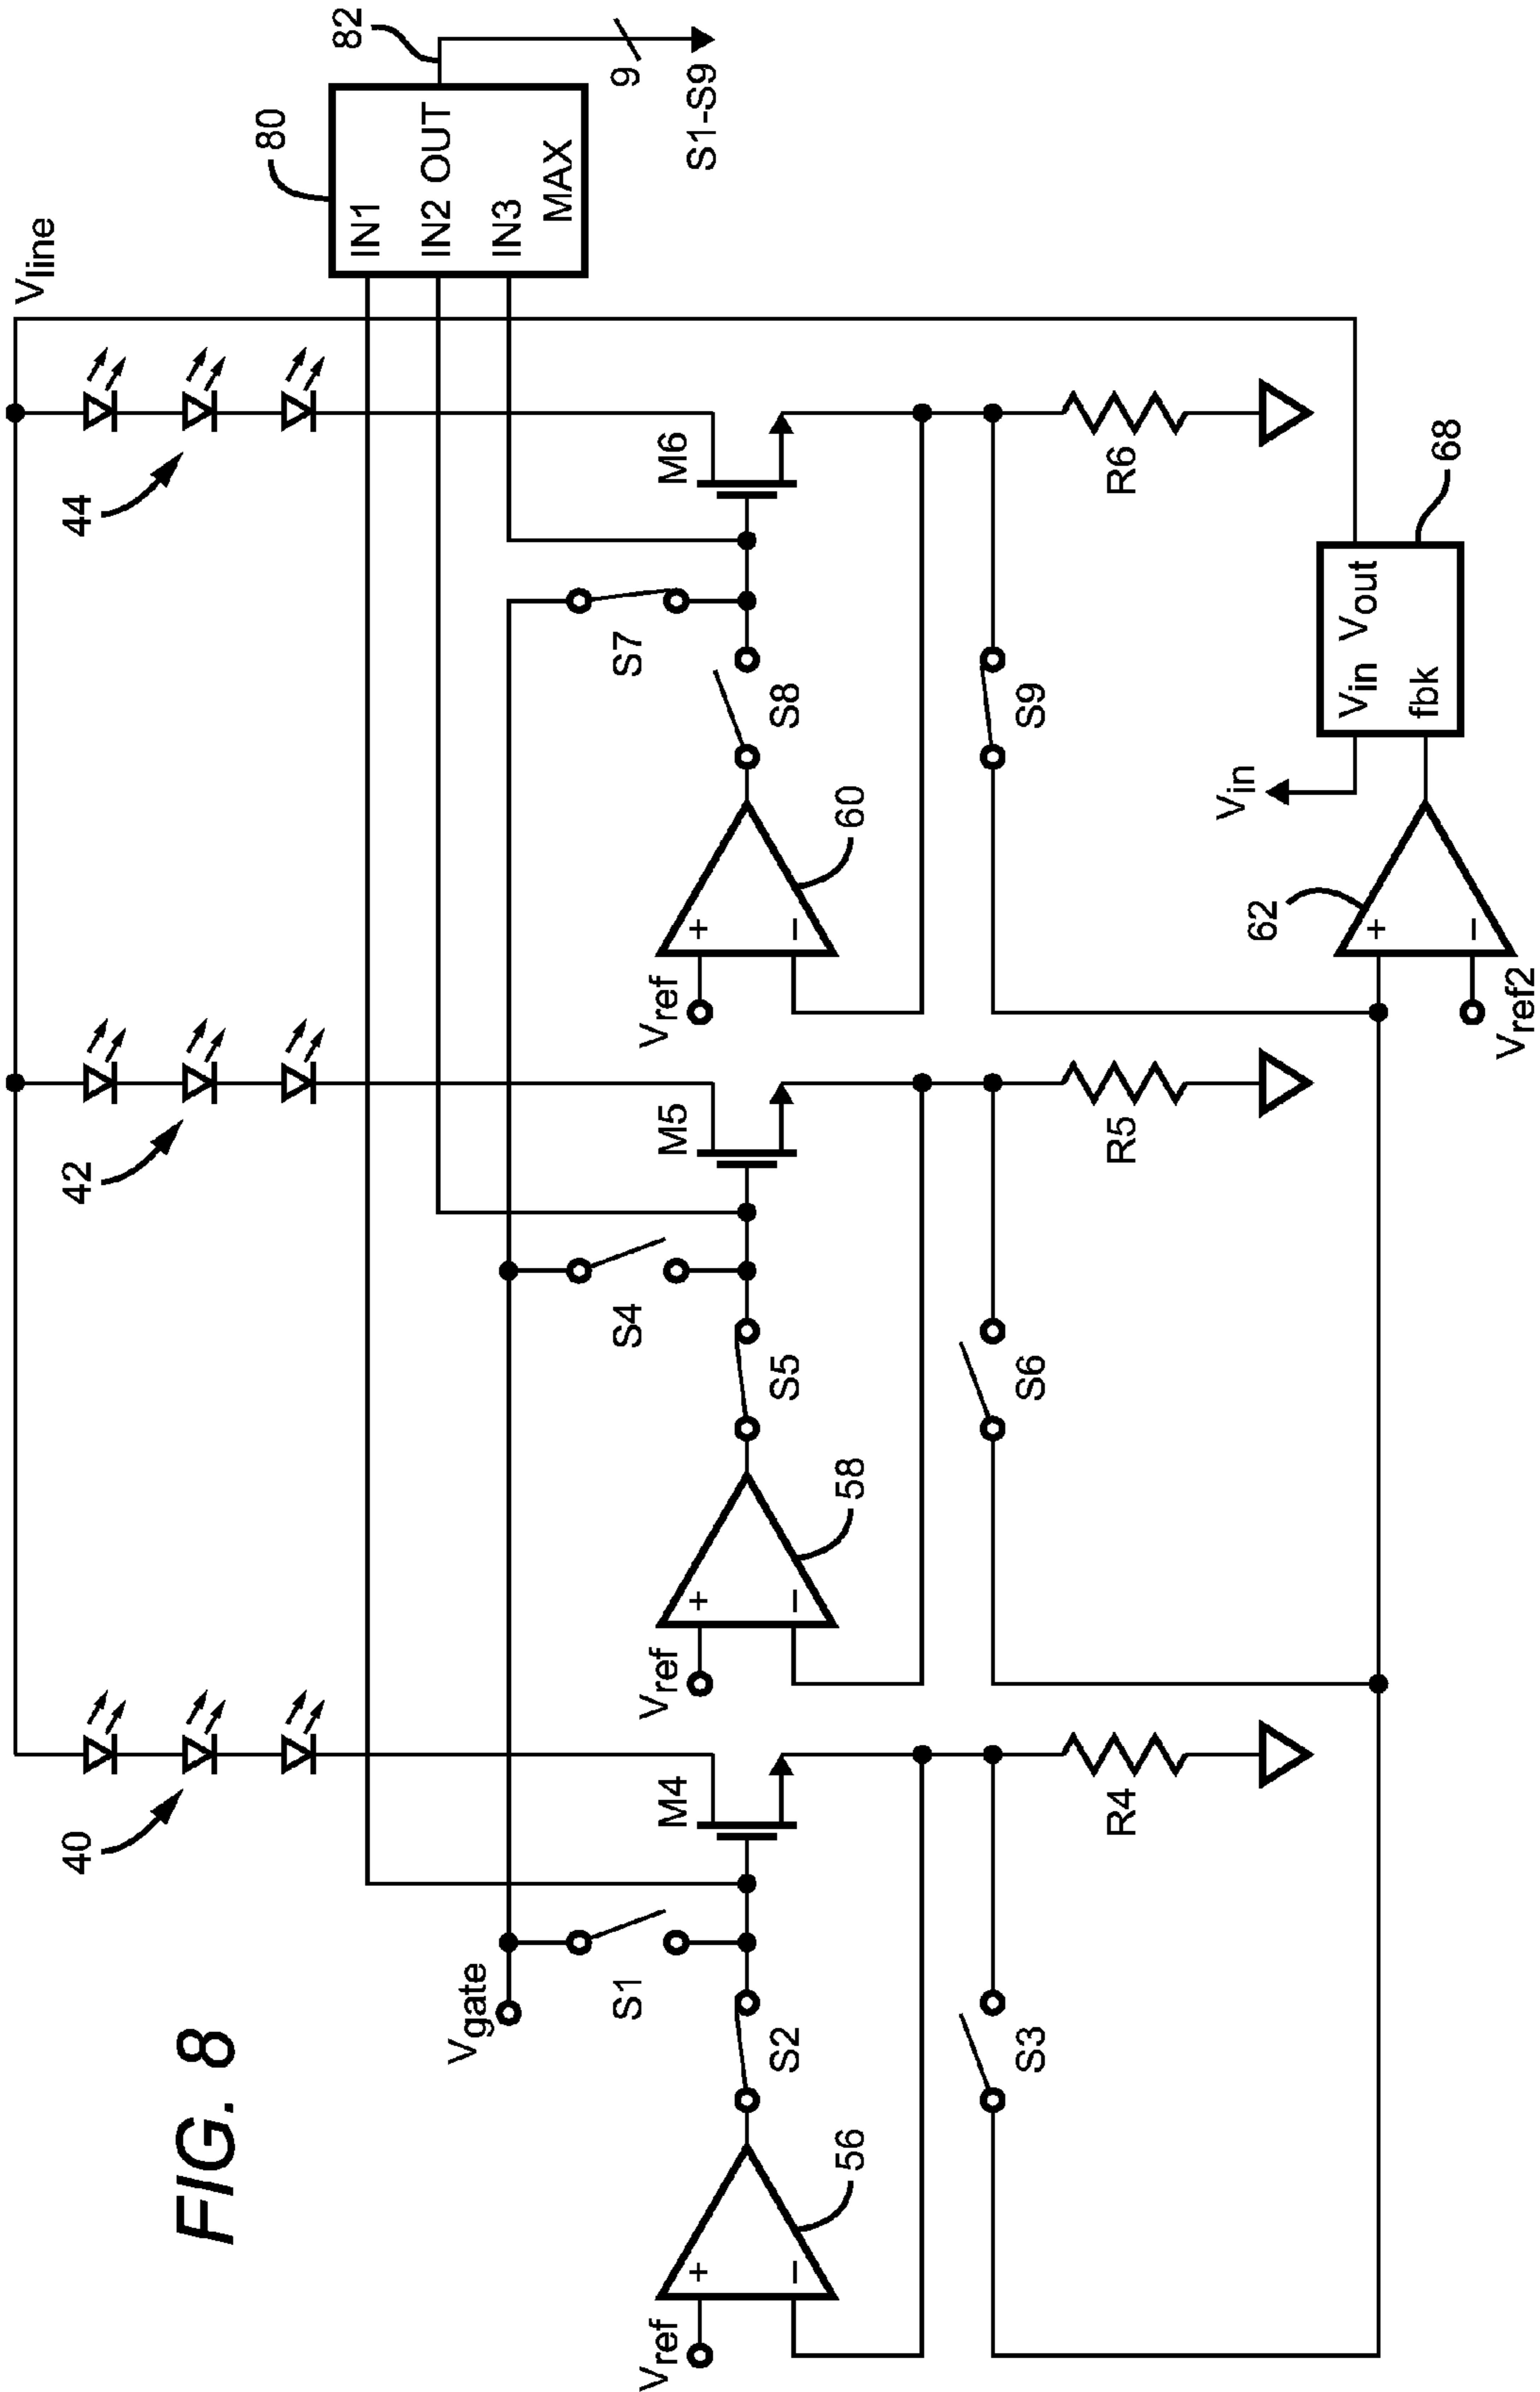 FIG. 8
Vline
40
42
44
80
82
IN1
IN2 OUT
IN3
MAX
9
S1-S9
Vgate
S1
S4
S7
M4
M5
M6
Vref
S2
Vref
S5
Vref
S8
+
−
+
−
+
−
56
58
60
S3
S6
S9
R4
R5
R6
Vin
62
+
−
Vref2
Vin Vout
fbk
68